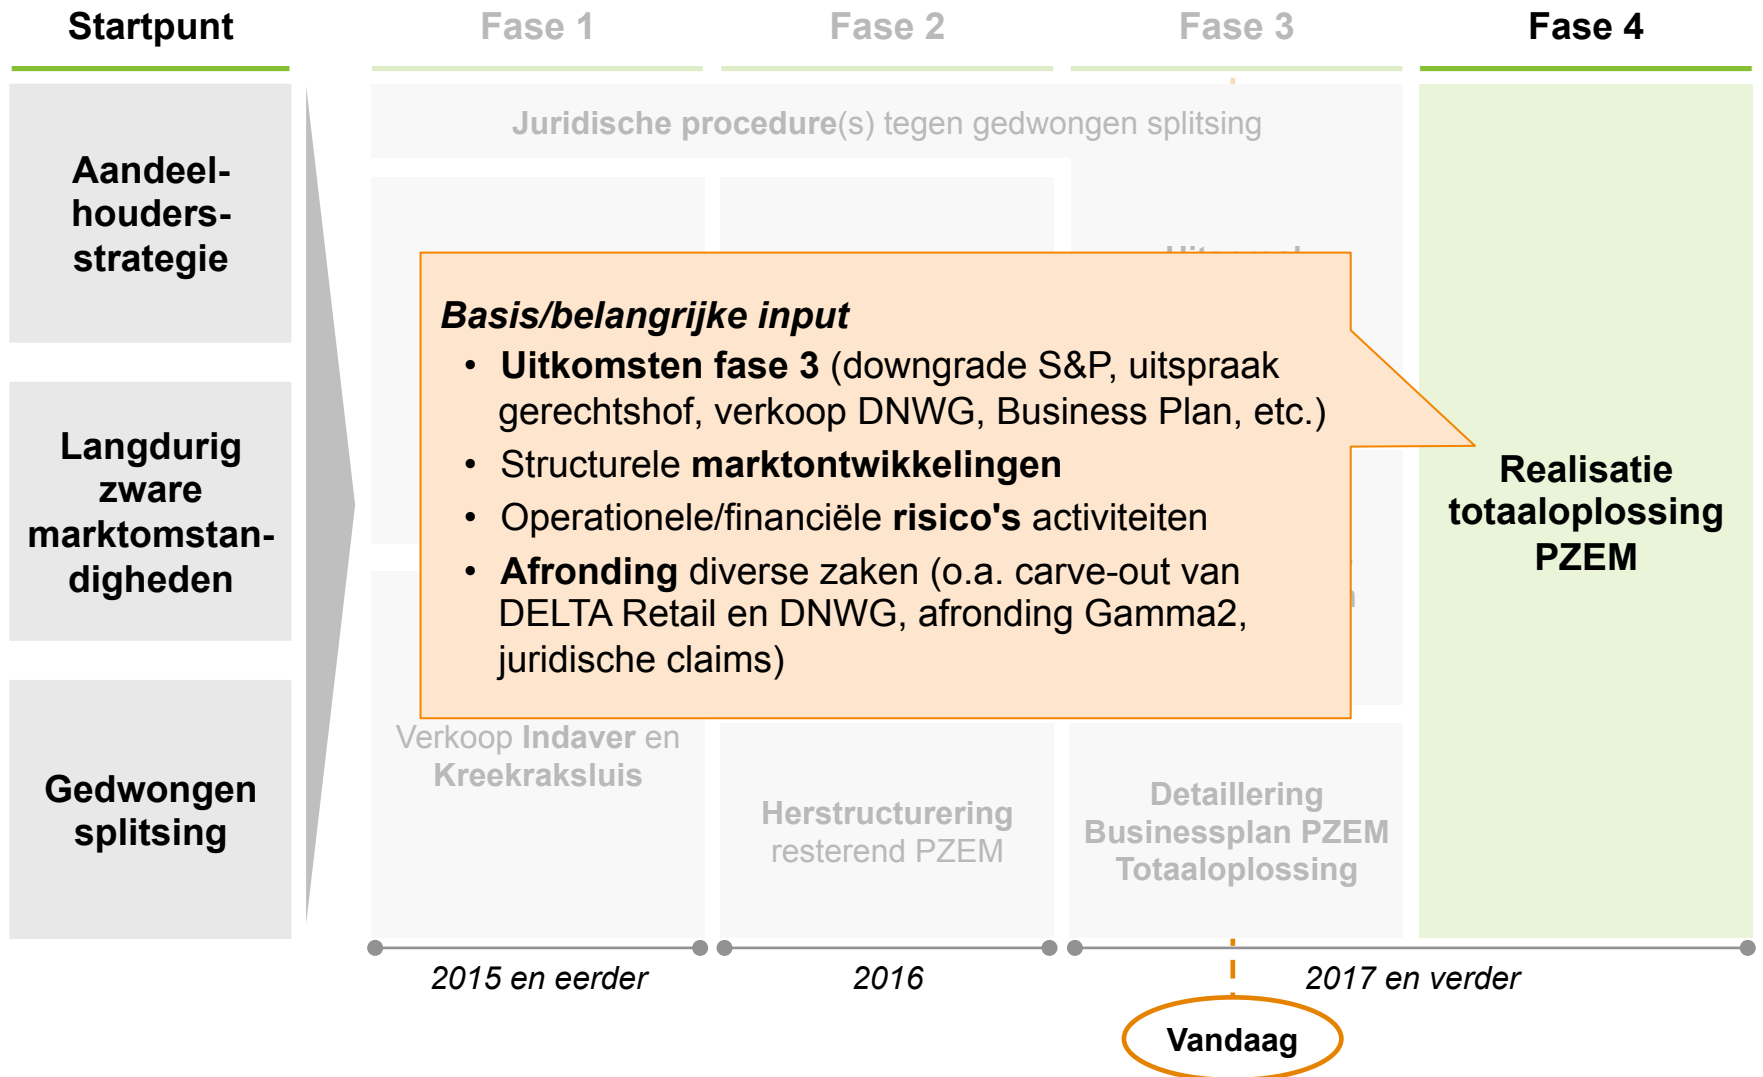 Startpunt
Fase 1
Fase 2
Fase 3
Fase 4
Aandeel-
houders-
strategie
Langdurig
zware
marktomstan-
digheden
Gedwongen
splitsing
Juridische procedure(s) tegen gedwongen splitsing
Basis/belangrijke input
• Uitkomsten fase 3 (downgrade S&P, uitspraak
gerechtshof, verkoop DNWG, Business Plan, etc.)
• Structurele marktontwikkelingen
• Operationele/financiële risico's activiteiten
• Afronding diverse zaken (o.a. carve-out van
DELTA Retail en DNWG, afronding Gamma2,
juridische claims)
Verkoop Indaver en
Kreekraksluis
Herstructurering
resterend PZEM
Detaillering
Businessplan PZEM
Totaaloplossing
Realisatie
totaaloplossing
PZEM
2015 en eerder
2016
2017 en verder
Vandaag